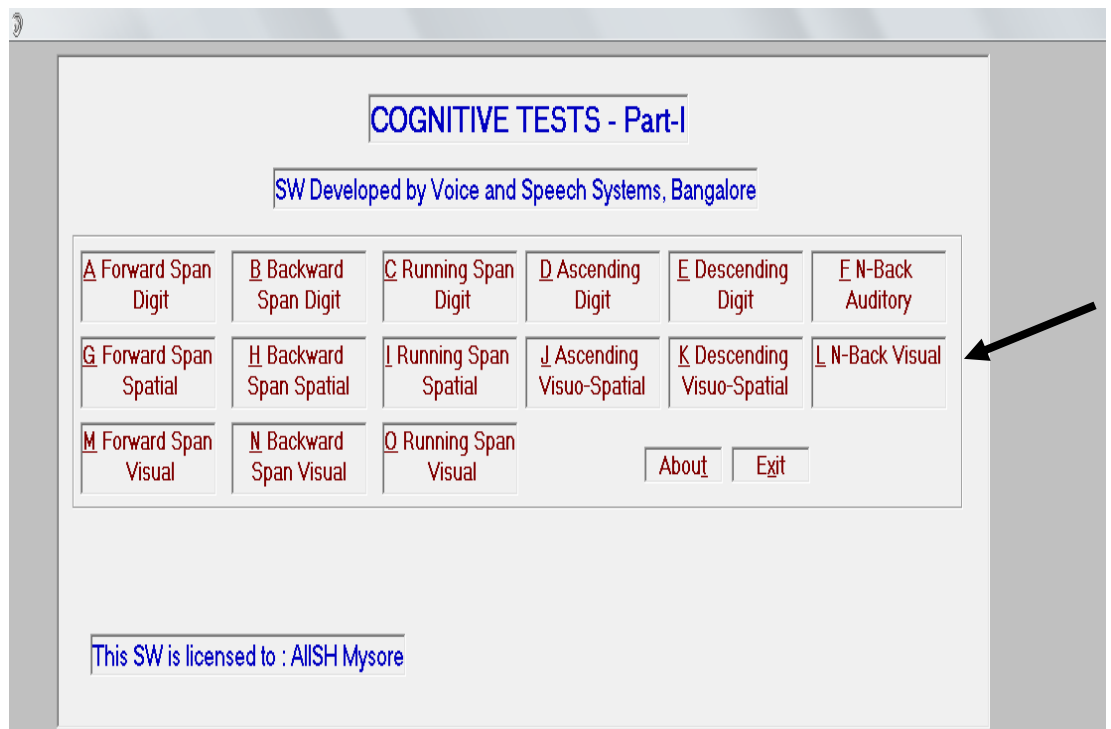 COGNITIVE TESTS - Part-I
SW Developed by Voice and Speech Systems, Bangalore
A Forward Span
Digit
B Backward
Span Digit
C Running Span
Digit
D Ascending
Digit
E Descending
Digit
F N-Back
Auditory
G Forward Span
Spatial
H Backward
Span Spatial
I Running Span
Spatial
J Ascending
Visuo-Spatial
K Descending
Visuo-Spatial
L N-Back Visual
M Forward Span
Visual
N Backward
Span Visual
O Running Span
Visual
About
Exit
This SW is licensed to : AIISH Mysore